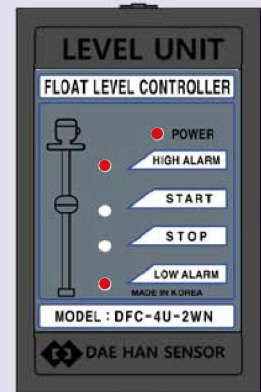 LEVEL UNIT
FLOAT LEVEL CONTROLLER
POWER
HIGH ALARM
START
STOP
LOW ALARM
MADE IN KOREA
MODEL : DFC-4U-2WN
DAE HAN SENSOR